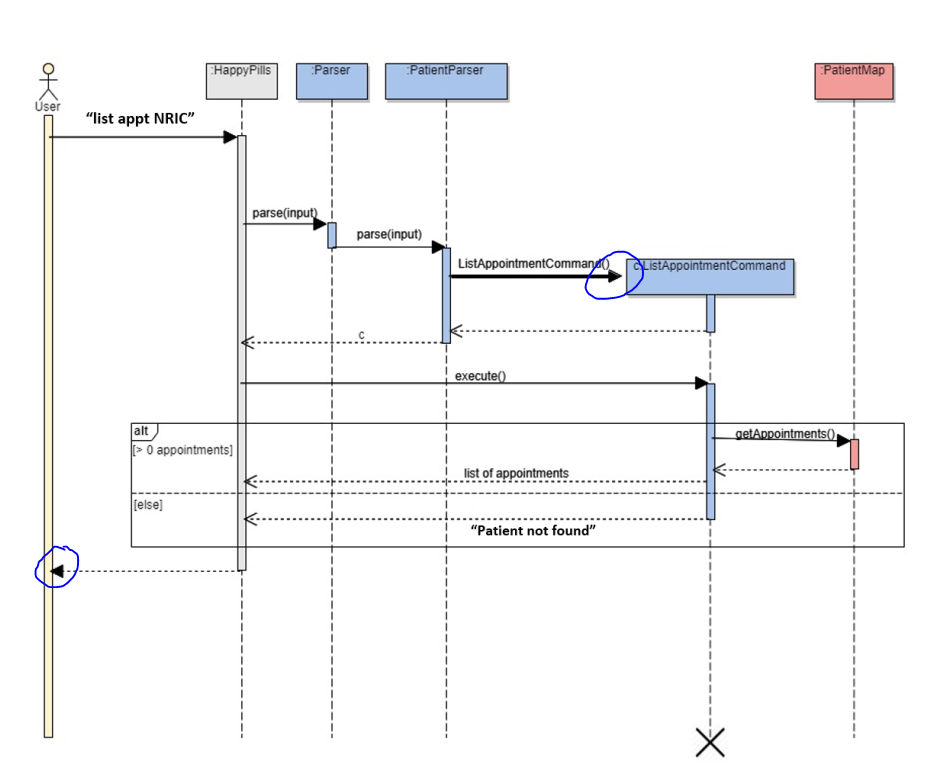 :HappyPills
:Parser
:PatientParser
:PatientMap
User
“list appt NRIC”
parse(input)
parse(input)
ListAppointmentCommand()
c:ListAppointmentCommand
c
execute()
alt
[> 0 appointments]
getAppointments()
list of appointments
[else]
“Patient not found”